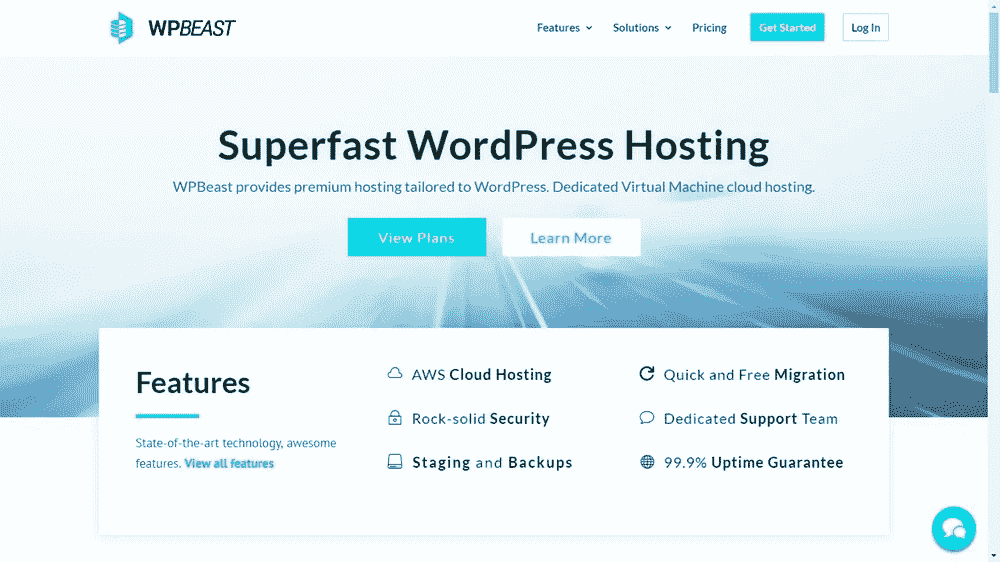 WPBEAST
Features
Solutions
Pricing
Get Started
Log In
Superfast WordPress Hosting
WPBeast provides premium hosting tailored to WordPress. Dedicated Virtual Machine cloud hosting.
View Plans
Learn More
Features
State-of-the-art technology, awesome
features. View all features
AWS Cloud Hosting
Rock-solid Security
Staging and Backups
Quick and Free Migration
Dedicated Support Team
99.9% Uptime Guarantee